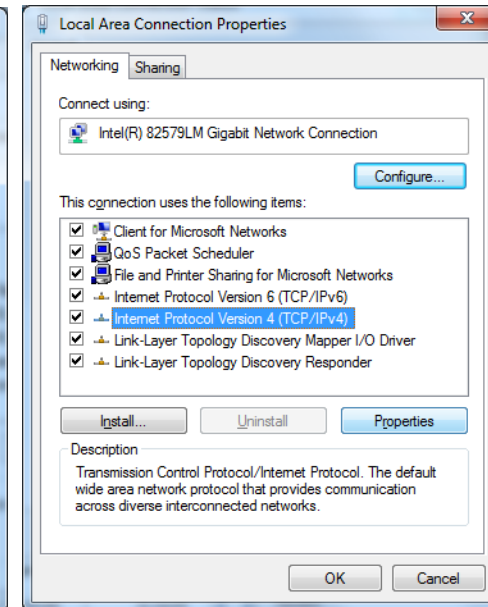 Local Area Connection Properties
Networking
Sharing
Connect using:
Intel(R) 82579LM Gigabit Network Connection
Configure...
This connection uses the following items:
Client for Microsoft Networks
QoS Packet Scheduler
File and Printer Sharing for Microsoft Networks
Internet Protocol Version 6 (TCP/IPv6)
Internet Protocol Version 4 (TCP/IPv4)
Link-Layer Topology Discovery Mapper I/O Driver
Link-Layer Topology Discovery Responder
Install...
Uninstall
Properties
Description
Transmission Control Protocol/Internet Protocol. The default
wide area network protocol that provides communication
across diverse interconnected networks.
OK
Cancel